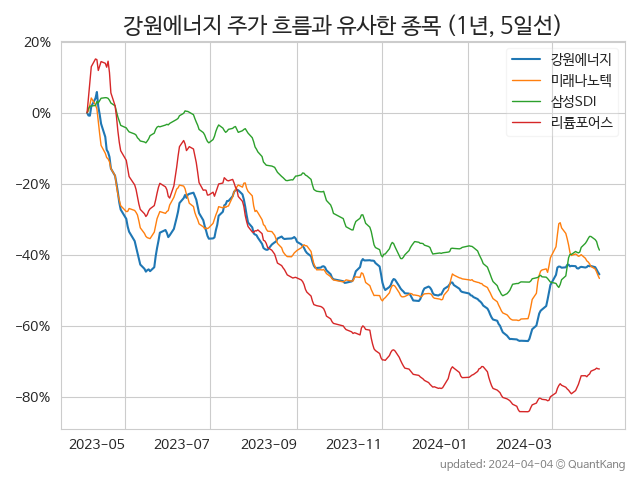 강원에너지 주가 흐름과 유사한 종목 (1년, 5일선)
강원에너지
미래나노텍
삼성SDI
리튬포어스
20%
0%
−20%
−40%
−60%
−80%
2023-05 2023-07 2023-09 2023-11 2024-01 2024-03
updated: 2024-04-04 © QuantKang